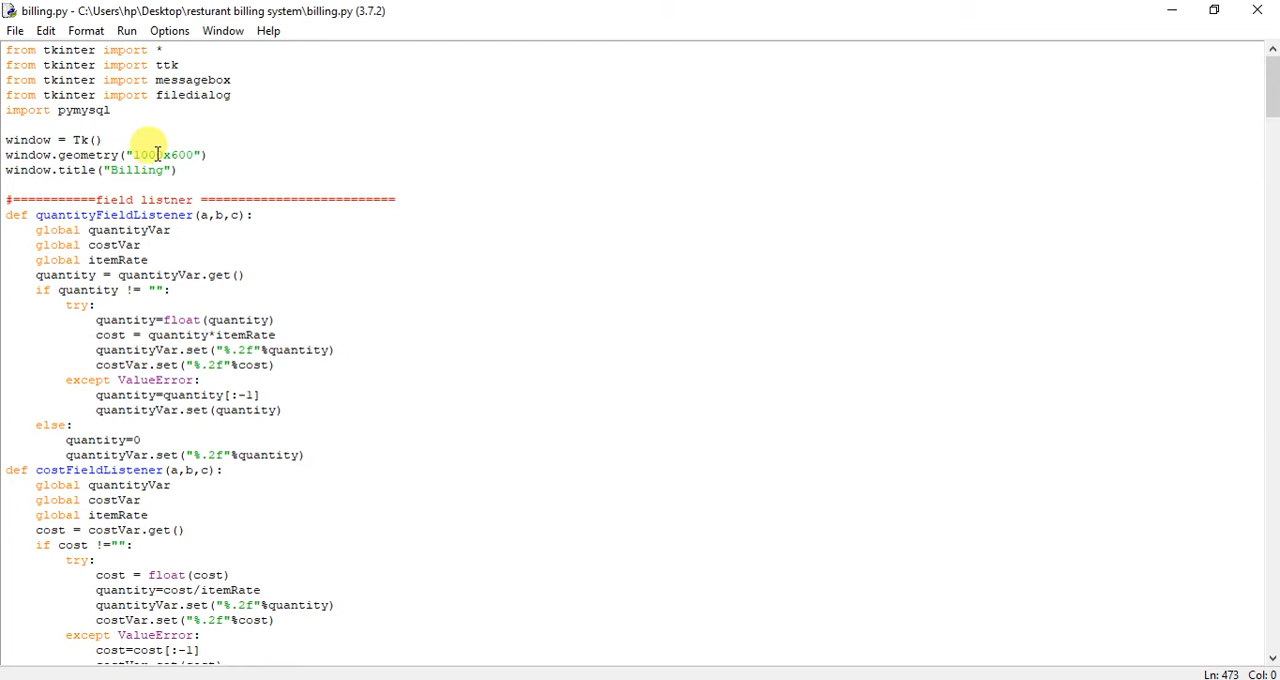 billing.py - C:\Users\hp\Desktop\resturant billing system\billing.py (3.7.2)
File Edit Format Run Options Window Help
from tkinter import *
from tkinter import ttk
from tkinter import messagebox
from tkinter import filedialog
import pymysql
window = Tk()
window.geometry("1000x600")
window.title("Billing")
#===========field listner ==========================
def quantityFieldListener(a,b,c):
    global quantityVar
    global costVar
    global itemRate
    quantity = quantityVar.get()
    if quantity != "":
        try:
            quantity=float(quantity)
            cost = quantity*itemRate
            quantityVar.set("%.2f"%quantity)
            costVar.set("%.2f"%cost)
        except ValueError:
            quantity=quantity[:-1]
            quantityVar.set(quantity)
    else:
        quantity=0
        quantityVar.set("%.2f"%quantity)
def costFieldListener(a,b,c):
    global quantityVar
    global costVar
    global itemRate
    cost = costVar.get()
    if cost !="":
        try:
            cost = float(cost)
            quantity=cost/itemRate
            quantityVar.set("%.2f"%quantity)
            costVar.set("%.2f"%cost)
        except ValueError:
            cost=cost[:-1]
            costVar.set(cost)
Ln: 473 Col: 0